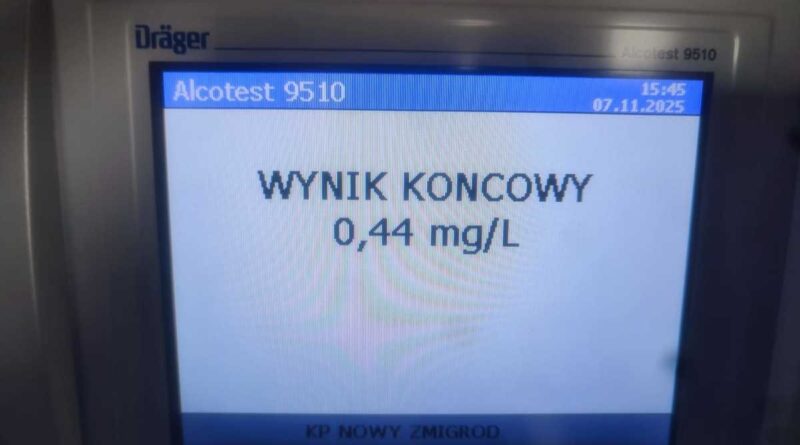 Dräger
Alcotest 9510
Alcotest 9510
15:45
07.11.2025
WYNIK KONCOWY
0,44 mg/L
KP NOWY ZMIGROD